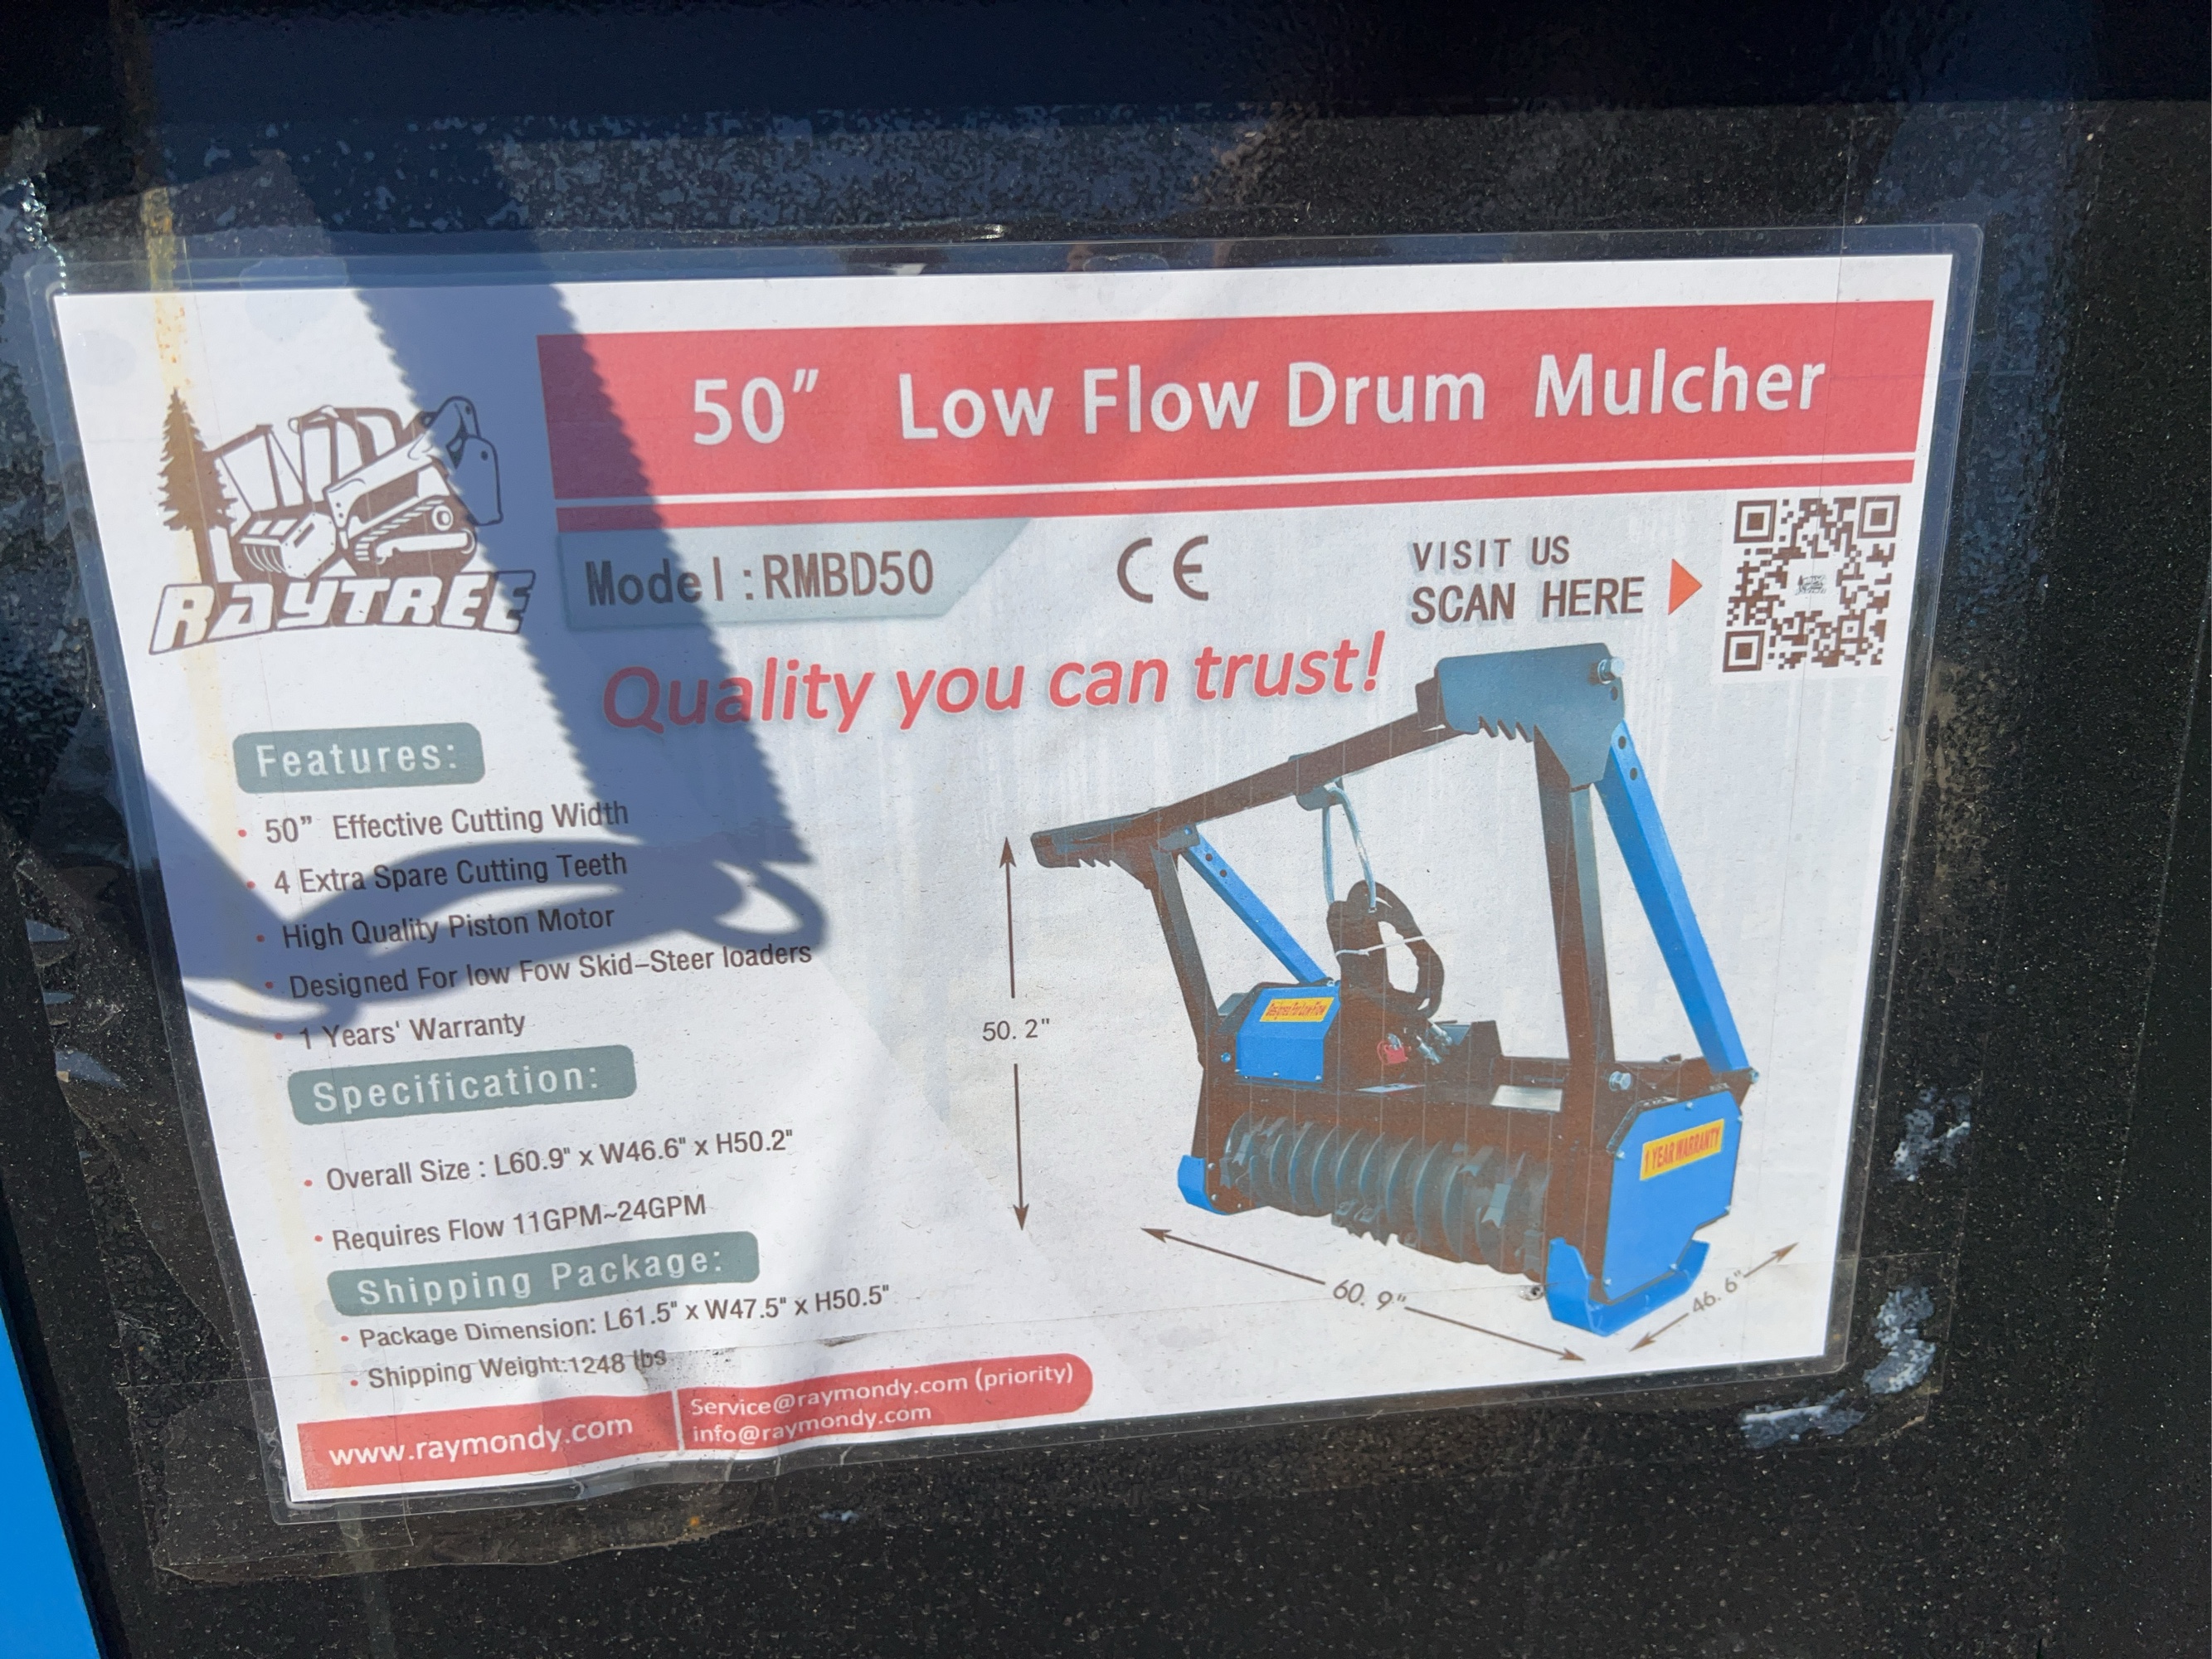 RAYTREE
50” Low Flow Drum Mulcher
Model:RMBD50
CE
VISIT US
SCAN HERE
Quality you can trust!
Features:
• 50” Effective Cutting Width
• 4 Extra Spare Cutting Teeth
• High Quality Piston Motor
• Designed For low Fow Skid-Steer loaders
• 1 Years' Warranty
Specification:
• Overall Size : L60.9" x W46.6" x H50.2"
• Requires Flow 11GPM~24GPM
Shipping Package:
• Package Dimension: L61.5" x W47.5" x H50.5"
• Shipping Weight:1248 lbs
www.raymondy.com
Service@raymondy.com (priority)
info@raymondy.com
50.2"
Designed For Low Flow
1 YEAR WARRANTY
60.9"
46.6"